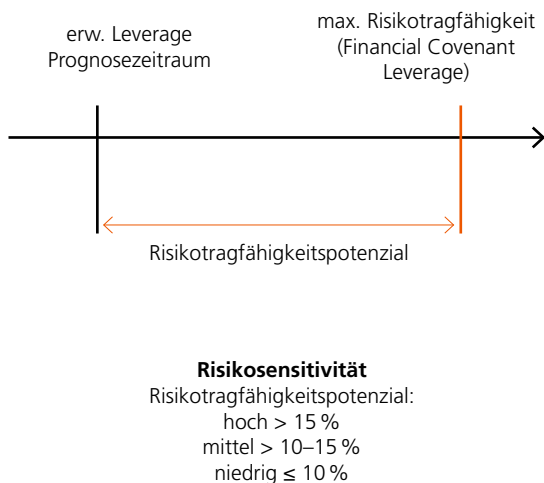 erw. Leverage
Prognosezeitraum
max. Risikotragfähigkeit
(Financial Covenant
Leverage)
Risikotragfähigkeitspotenzial
Risikosensitivität
Risikotragfähigkeitspotenzial:
hoch > 15 %
mittel > 10–15 %
niedrig ≤ 10 %